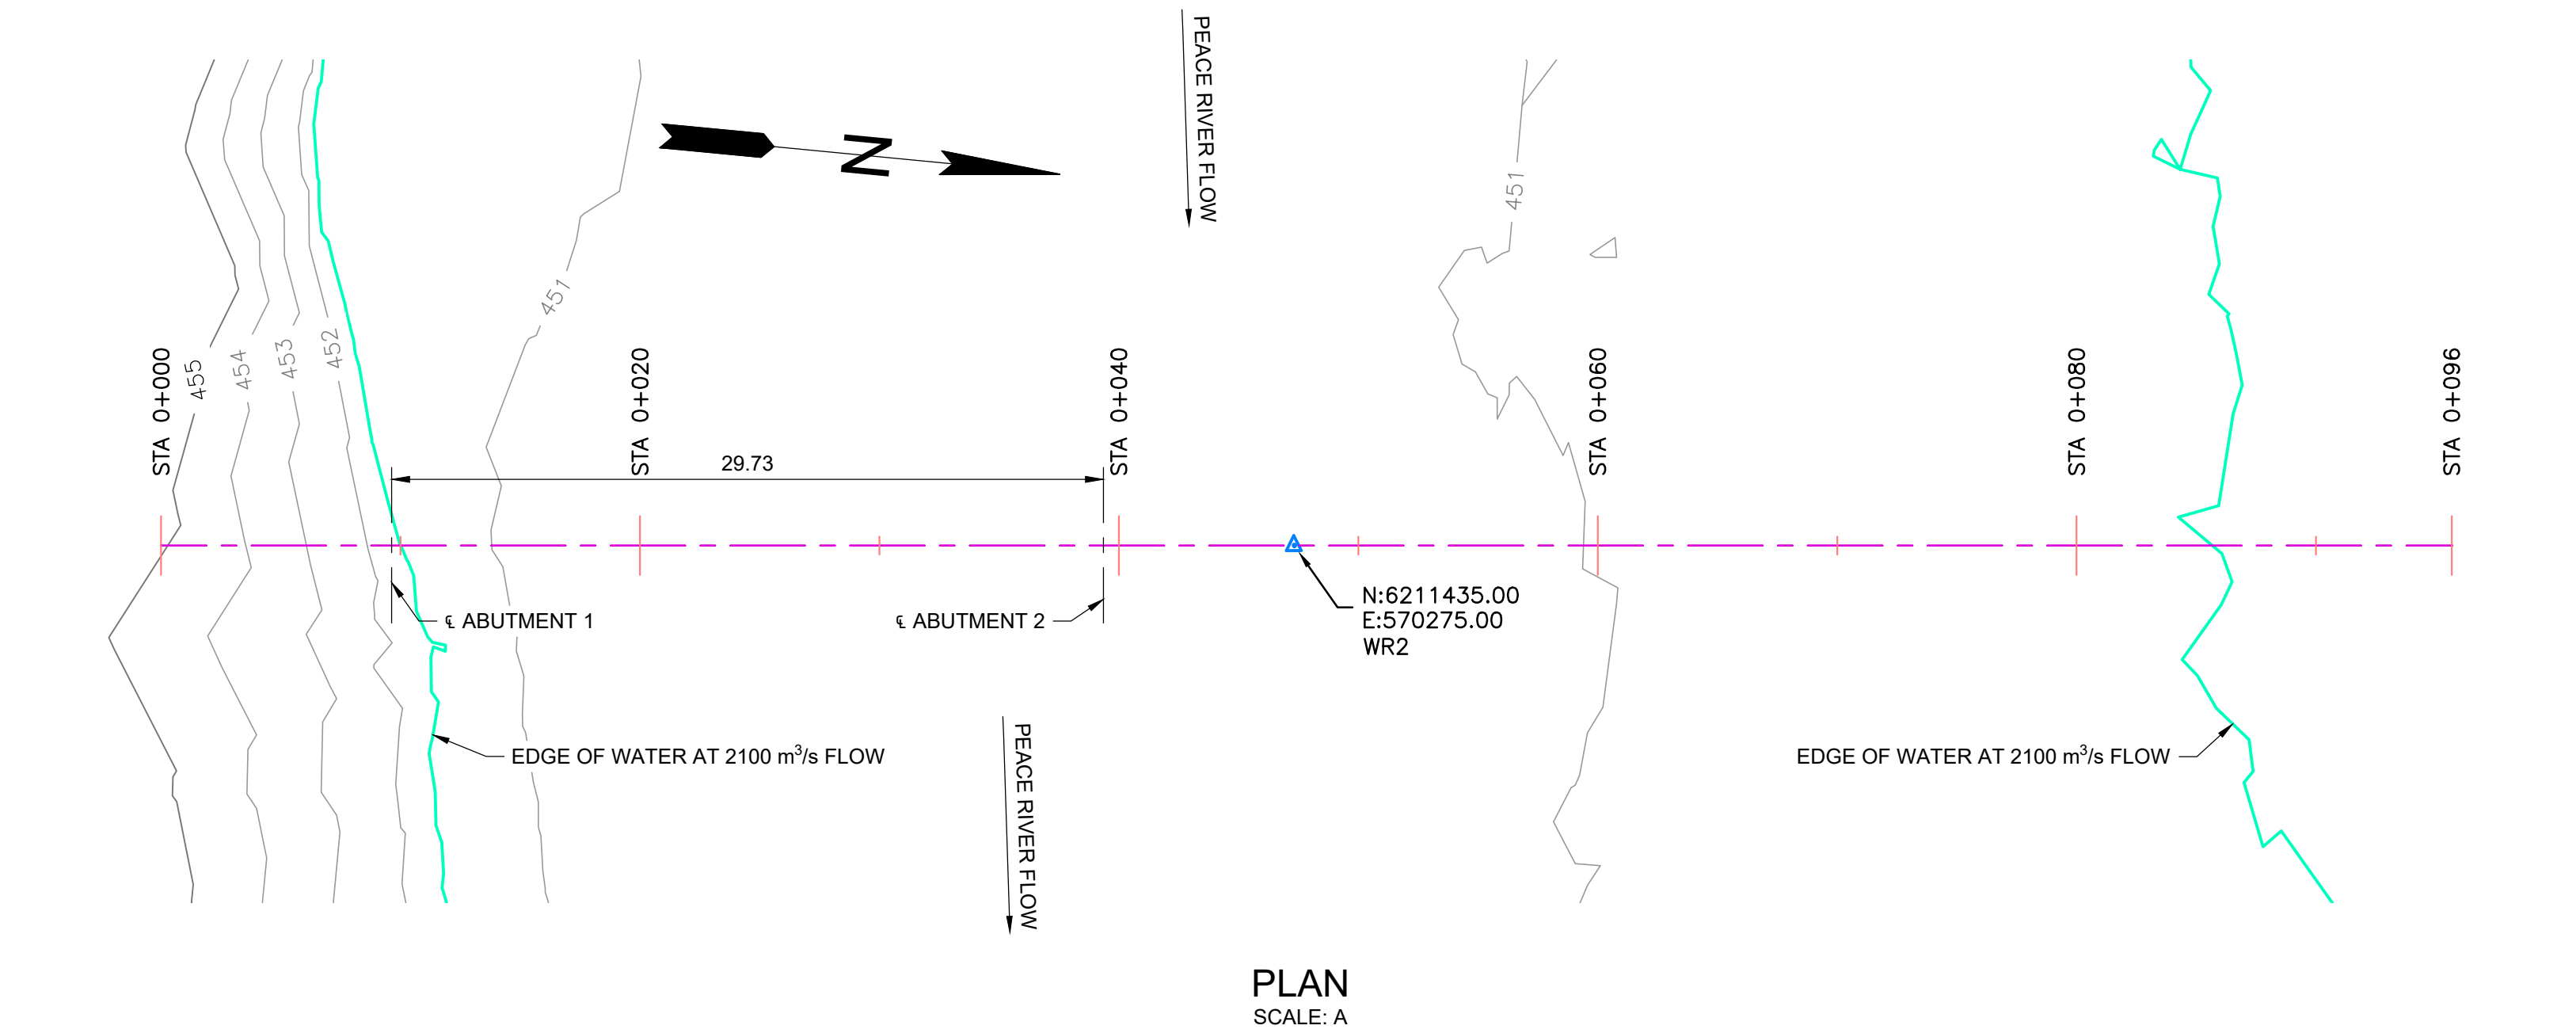 PEACE RIVER FLOW
N
451
451
STA 0+000
455
454
453
452
STA 0+020
STA 0+040
STA 0+060
STA 0+080
STA 0+096
29.73
℄ ABUTMENT 1
℄ ABUTMENT 2
N:6211435.00
E:570275.00
WR2
EDGE OF WATER AT 2100 m³/s FLOW
PEACE RIVER FLOW
EDGE OF WATER AT 2100 m³/s FLOW
PLAN
SCALE: A